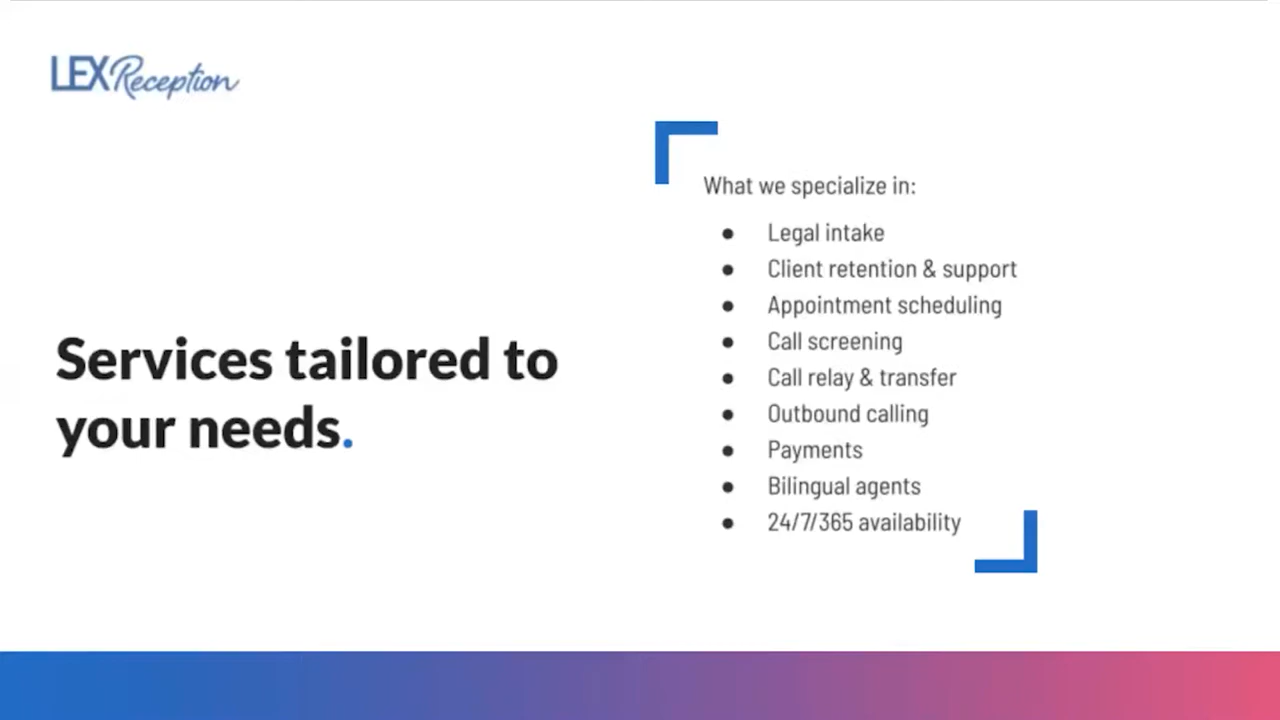 LEXReception
Services tailored to
your needs.
What we specialize in:
● Legal intake
● Client retention & support
● Appointment scheduling
● Call screening
● Call relay & transfer
● Outbound calling
● Payments
● Bilingual agents
● 24/7/365 availability